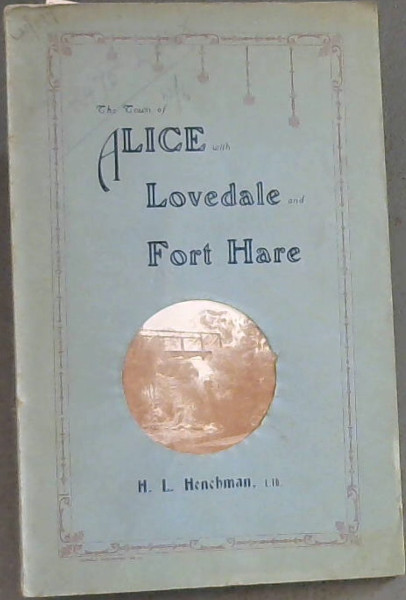 The Town of
ALICE with
Lovedale and
Fort Hare
H. L. Henchman,